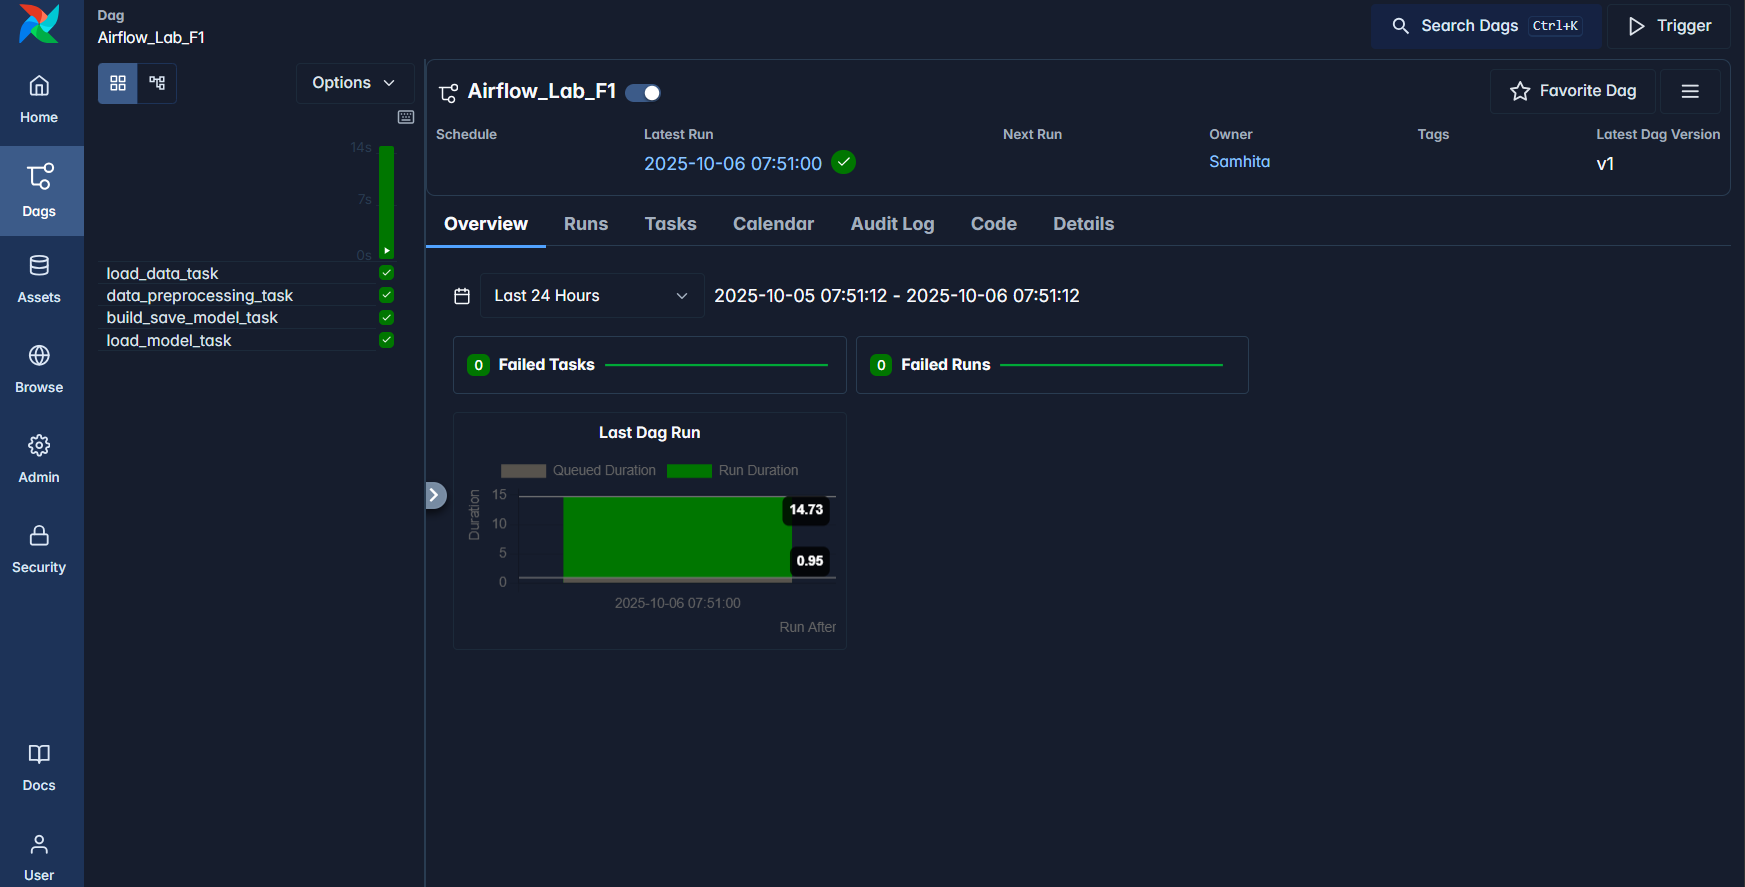 Dag
Airflow_Lab_F1
Search Dags Ctrl+K
Trigger
Home
Dags
Assets
Browse
Admin
Security
Docs
User
Options
14s
7s
0s
load_data_task
data_preprocessing_task
build_save_model_task
load_model_task
Airflow_Lab_F1
Favorite Dag
Schedule
Latest Run
Next Run
Owner
Tags
Latest Dag Version
2025-10-06 07:51:00
Samhita
v1
Overview
Runs
Tasks
Calendar
Audit Log
Code
Details
Last 24 Hours
2025-10-05 07:51:12 - 2025-10-06 07:51:12
0 Failed Tasks
0 Failed Runs
Last Dag Run
Queued Duration
Run Duration
Duration
15
10
5
0
14.73
0.95
2025-10-06 07:51:00
Run After